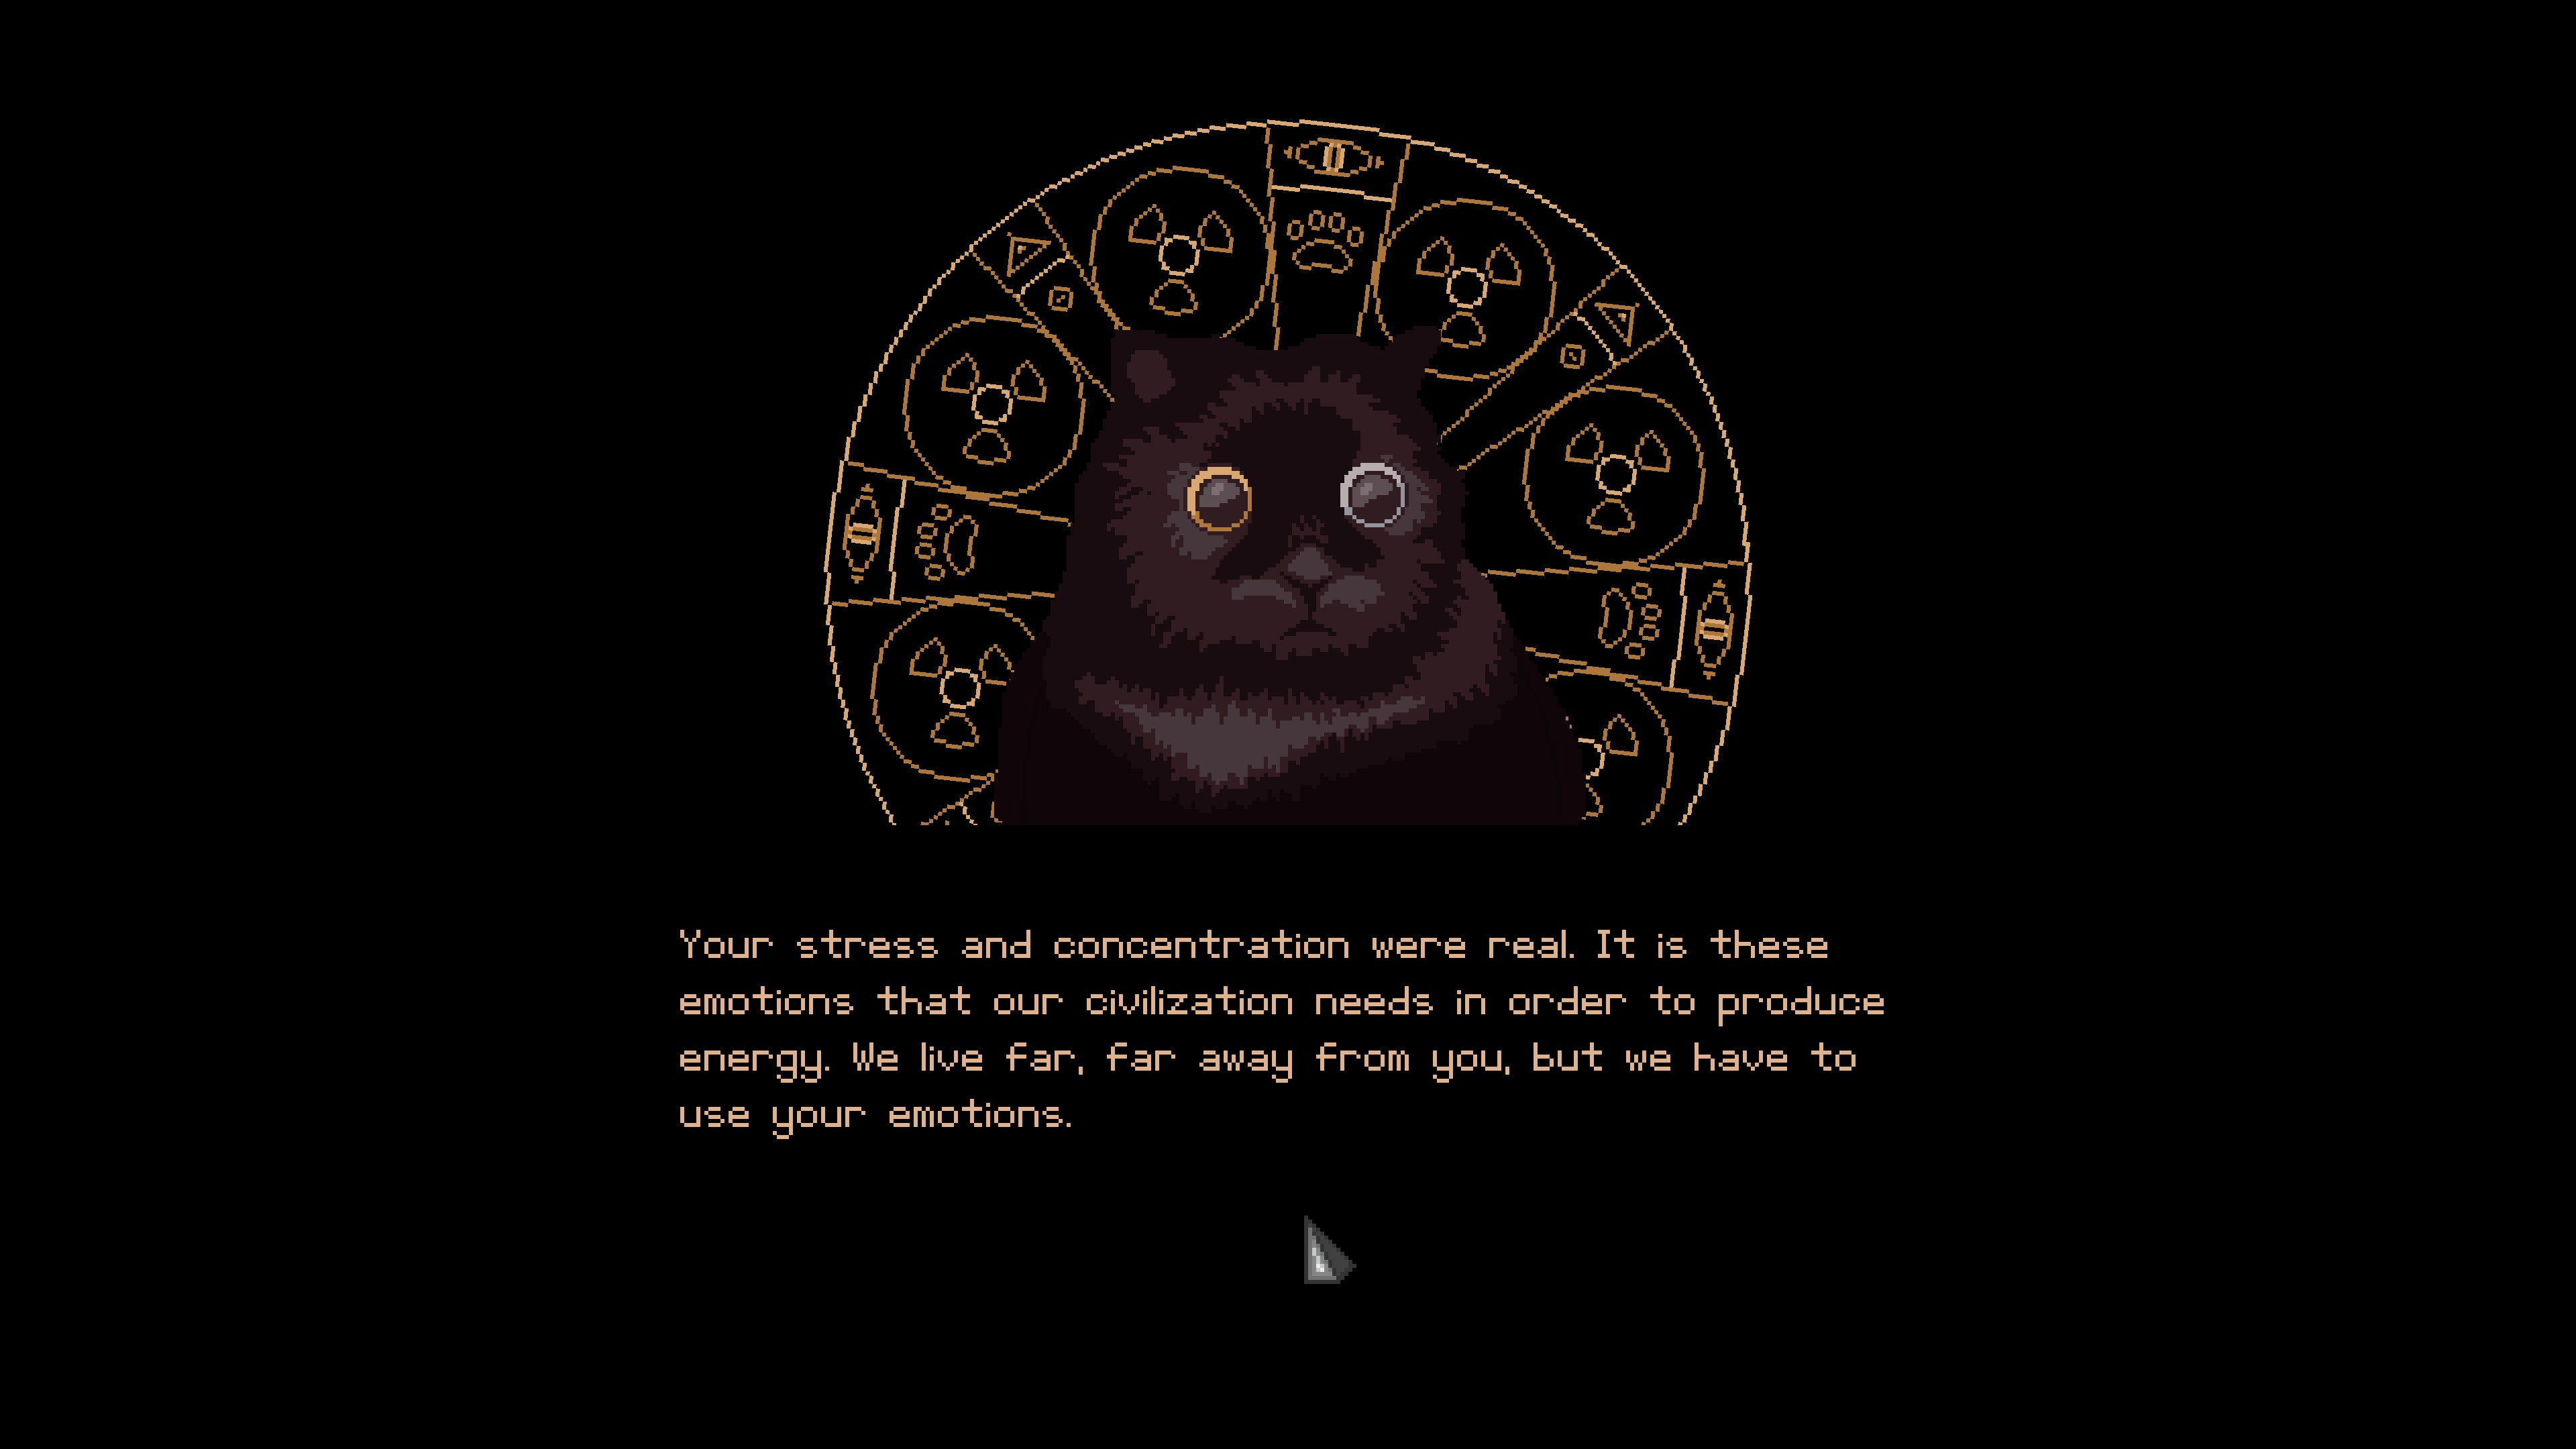 Your stress and concentration were real. It is these
emotions that our civilization needs in order to produce
energy. We live far, far away from you, but we have to
use your emotions.